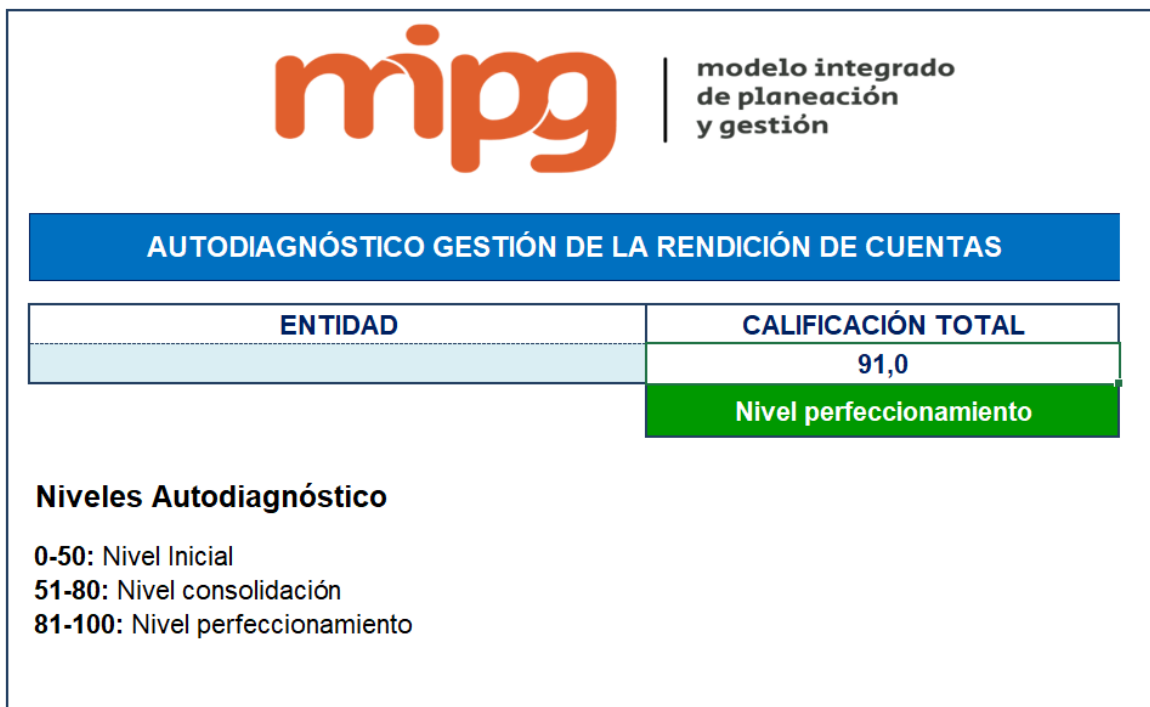 mipg
modelo integrado
de planeación
y gestión
AUTODIAGNÓSTICO GESTIÓN DE LA RENDICIÓN DE CUENTAS
ENTIDAD
CALIFICACIÓN TOTAL
91,0
Nivel perfeccionamiento
Niveles Autodiagnóstico
0-50: Nivel Inicial
51-80: Nivel consolidación
81-100: Nivel perfeccionamiento